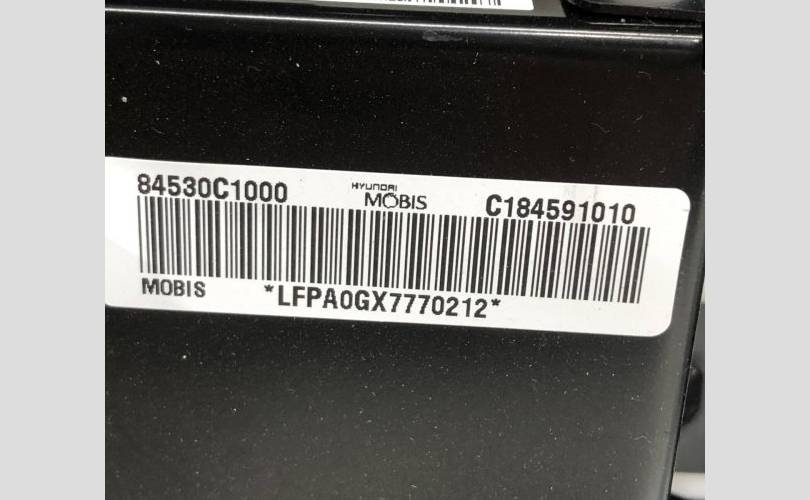 84530C1000
HYUNDAI
MOBIS
C184591010
MOBIS
*LFPA0GX7770212*